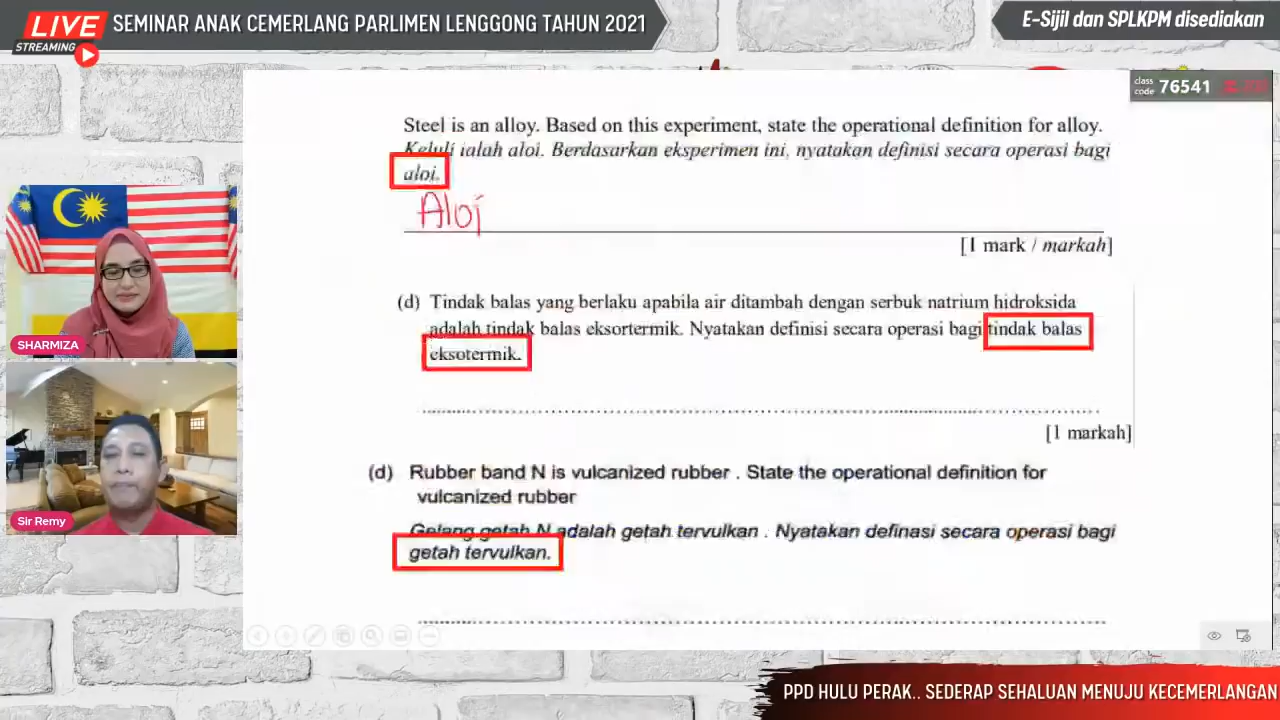 LIVE
STREAMING
SEMINAR ANAK CEMERLANG PARLIMEN LENGGONG TAHUN 2021
E-Sijil dan SPLKPM disediakan
class code 76541
Steel is an alloy. Based on this experiment, state the operational definition for alloy.
Keluli ialah aloi. Berdasarkan eksperimen ini, nyatakan definisi secara operasi bagi
aloi.
Aloi
[1 mark / markah]
(d) Tindak balas yang berlaku apabila air ditambah dengan serbuk natrium hidroksida
adalah tindak balas eksortermik. Nyatakan definisi secara operasi bagi tindak balas
eksotermik.
[1 markah]
(d) Rubber band N is vulcanized rubber . State the operational definition for
vulcanized rubber
Gelang getah N adalah getah tervulkan . Nyatakan definasi secara operasi bagi
getah tervulkan.
SHARMIZA
Sir Remy
PPD HULU PERAK.. SEDERAP SEHALUAN MENUJU KECEMERLANGAN